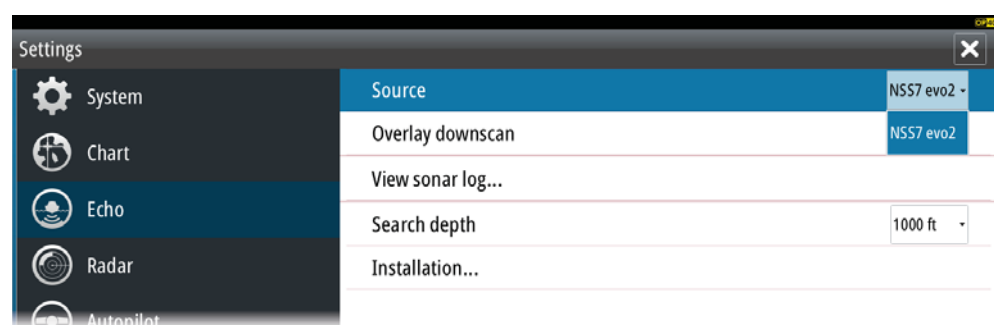 Settings
System
Chart
Echo
Radar
Autopilot
Source
NSS7 evo2
NSS7 evo2
Overlay downscan
View sonar log...
Search depth
1000 ft
Installation...